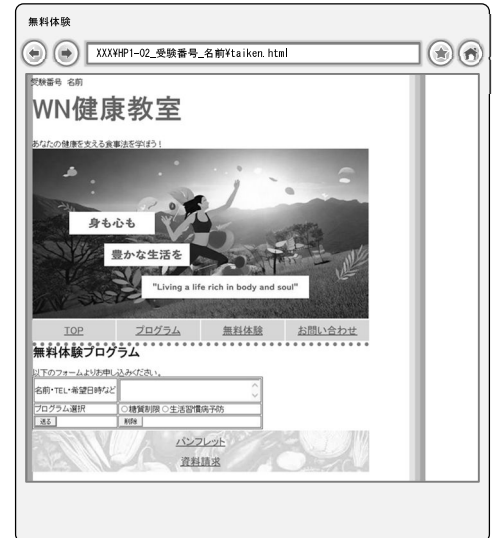 無料体験
XXX¥HP1-02_受験番号_名前¥taiken.html
受験番号 名前
WN健康教室
あなたの健康を支える食事法を学ぼう！
身も心も
豊かな生活を
"Living a life rich in body and soul"
TOP プログラム 無料体験 お問い合わせ
無料体験プログラム
以下のフォームよりお申し込みください。
名前・TEL・希望日時など
プログラム選択 ○糖質制限 ○生活習慣病予防
送る 削除
パンフレット
資料請求